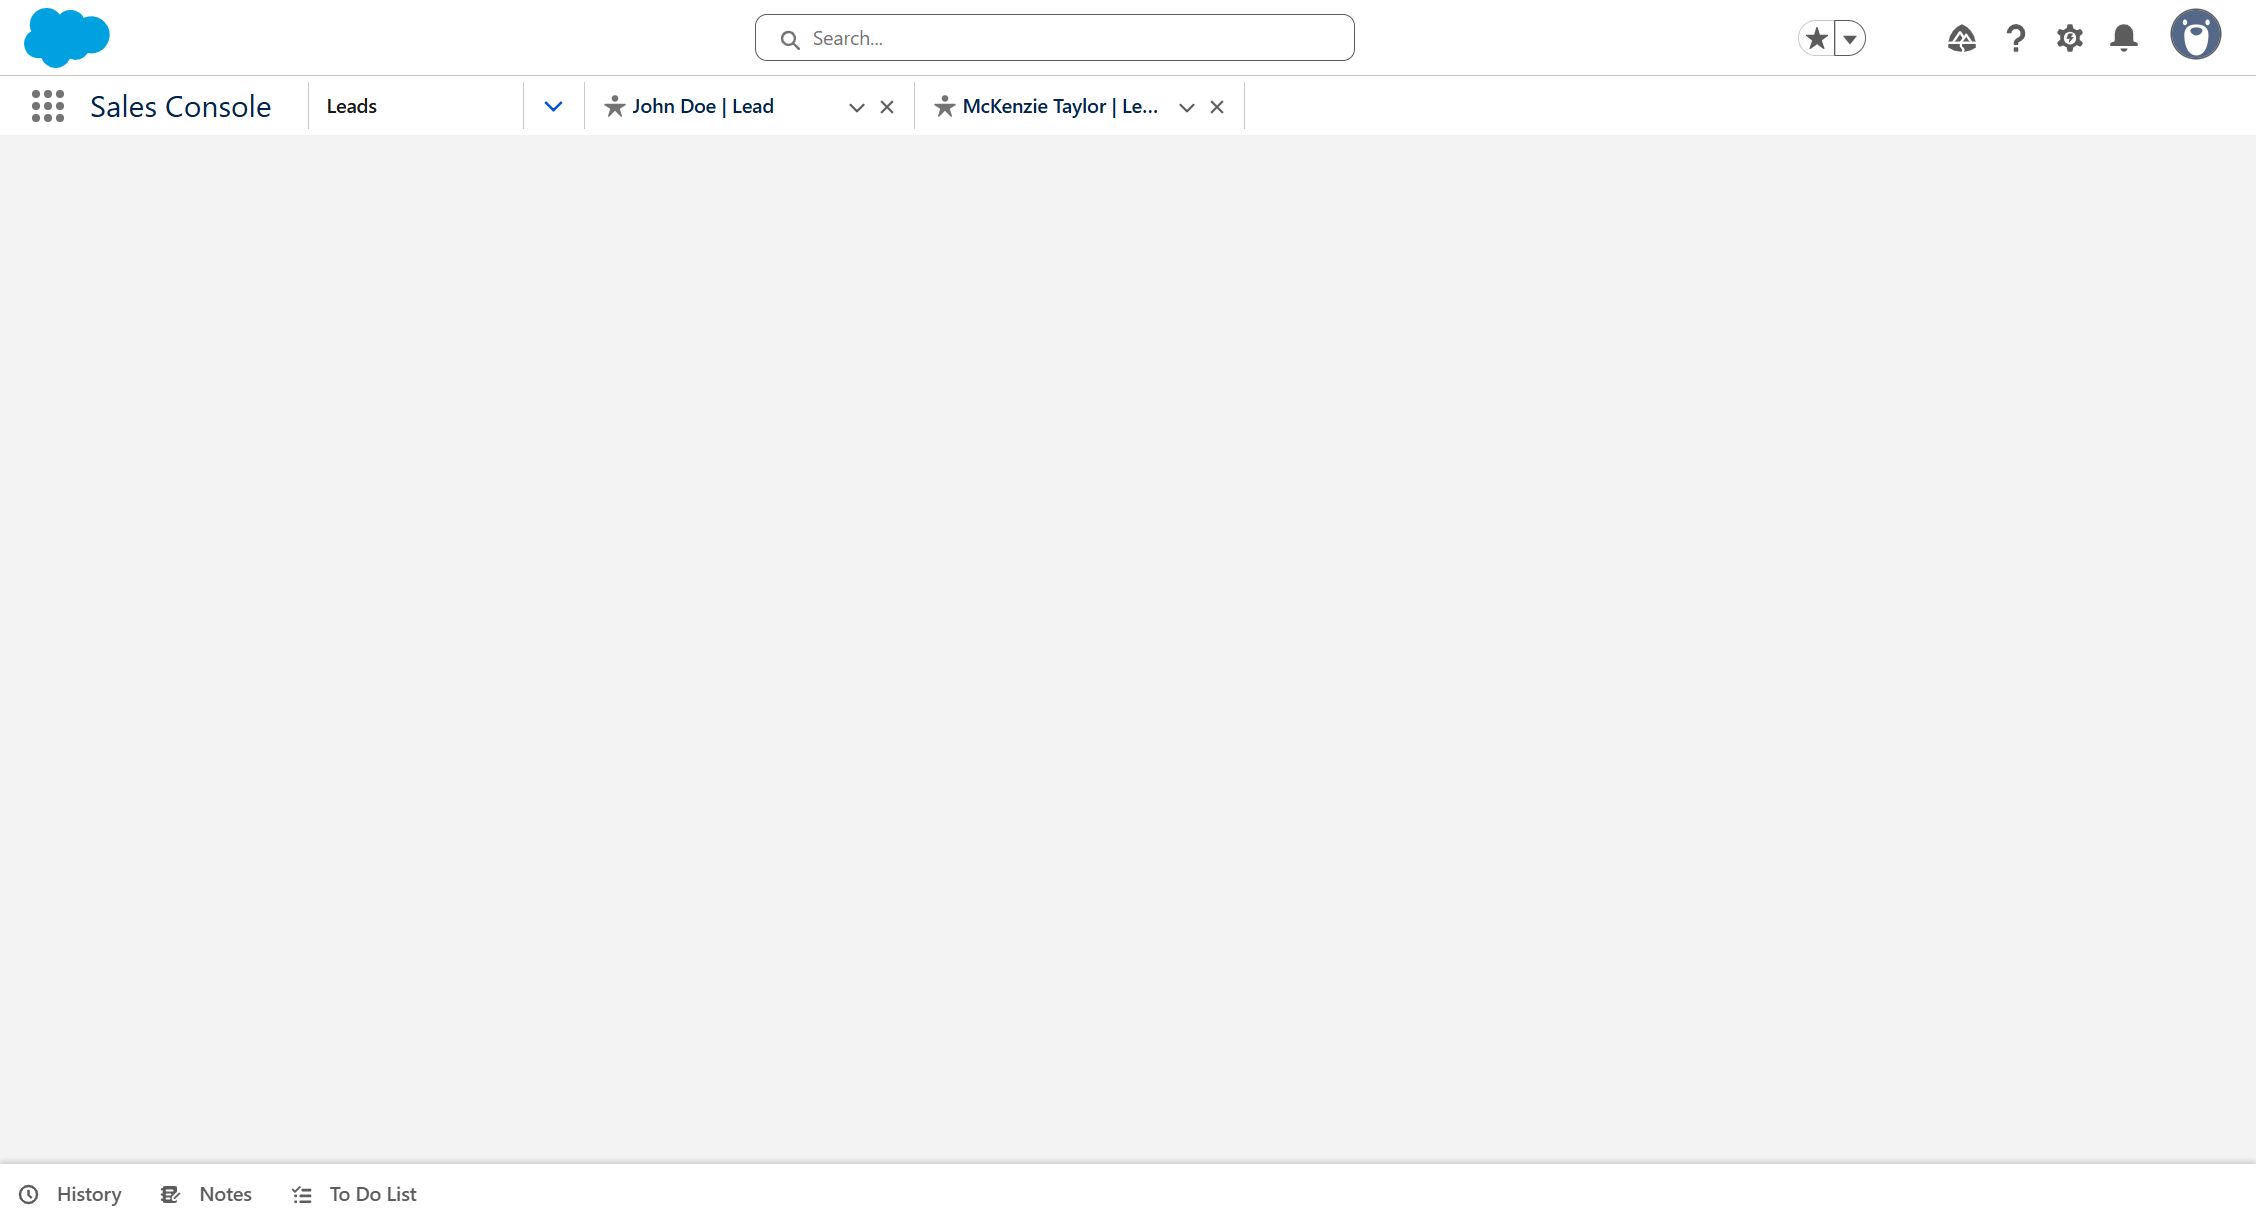 Search...
Sales Console
Leads
John Doe | Lead
McKenzie Taylor | Le...
History
Notes
To Do List